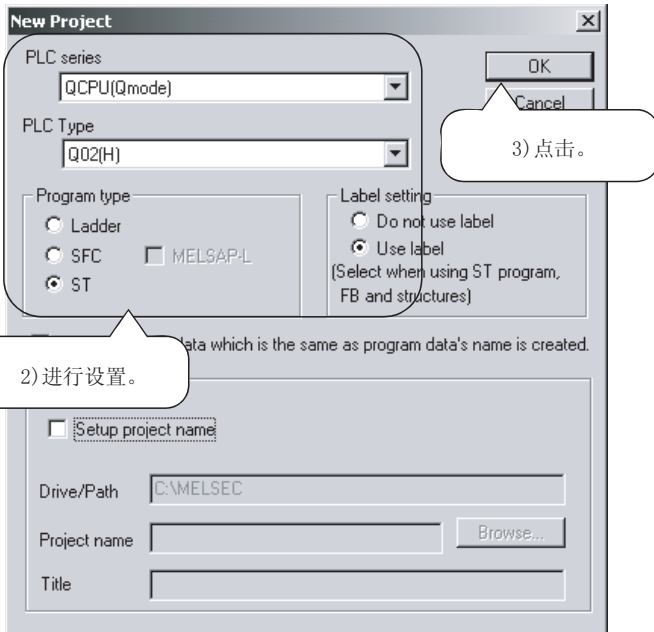 New Project
PLC series
QCPU(Qmode)
OK
Cancel
PLC Type
Q02(H)
3)点击。
Program type
Ladder
SFC
MELSAP-L
ST
Label setting
Do not use label
Use label
(Select when using ST program,
FB and structures)
which is the same as program data's name is created.
2)进行设置。
Setup project name
Drive/Path
C:\MELSEC
Project name
Browse...
Title